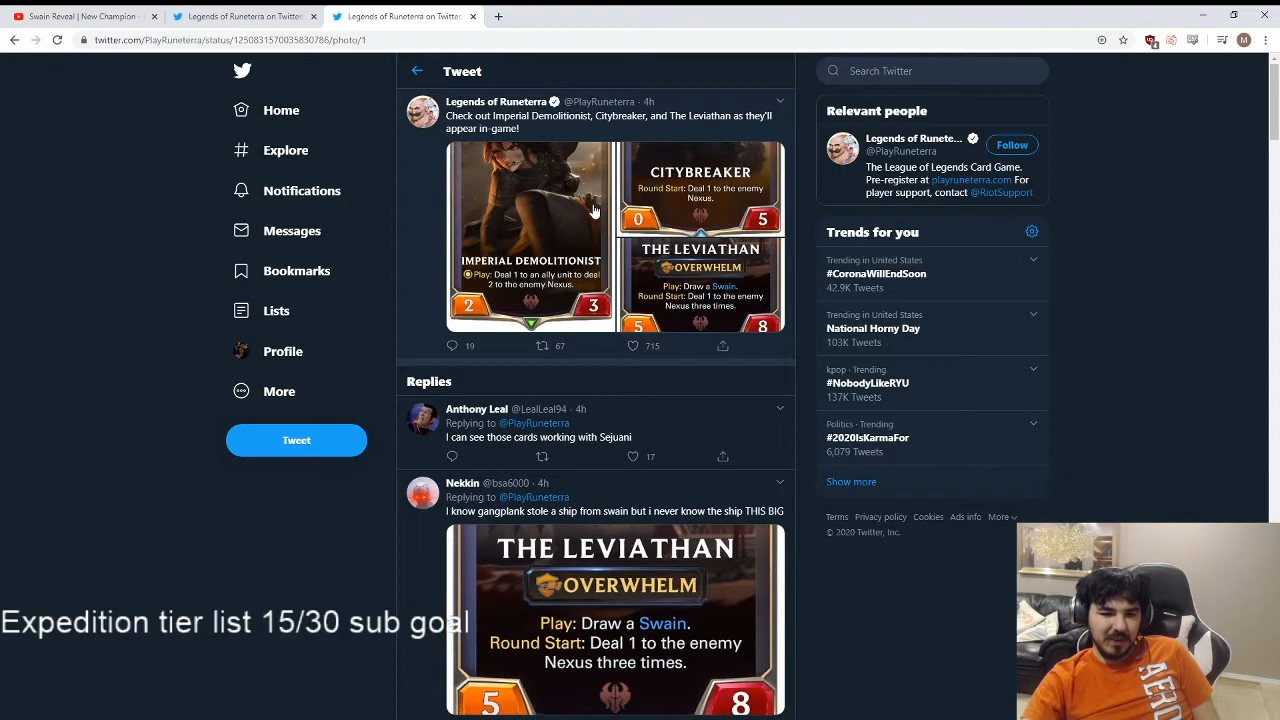 Swain Reveal | New Champion -
Legends of Runeterra on Twitter
Legends of Runeterra on Twitter
twitter.com/PlayRuneterra/status/1250831570035830786/photo/1
4
M
Home
Explore
Notifications
Messages
Bookmarks
Lists
Profile
More
Tweet
Tweet
Legends of Runeterra @PlayRuneterra · 4h
Check out Imperial Demolitionist, Citybreaker, and The Leviathan as they'll
appear in-game!
IMPERIAL DEMOLITIONIST
Play: Deal 1 to an ally unit to deal
2 to the enemy Nexus.
2 3
CITYBREAKER
Round Start: Deal 1 to the enemy
Nexus.
0 5
THE LEVIATHAN
OVERWHELM
Play: Draw a Swain.
Round Start: Deal 1 to the enemy
Nexus three times.
5 8
19 67 715
Replies
Anthony Leal @LealLeal94 · 4h
Replying to @PlayRuneterra
I can see those cards working with Sejuani
17
Nekkin @bsa6000 · 4h
Replying to @PlayRuneterra
I know gangplank stole a ship from swain but i never know the ship THIS BIG
THE LEVIATHAN
OVERWHELM
Play: Draw a Swain.
Round Start: Deal 1 to the enemy
Nexus three times.
5 8
Search Twitter
Relevant people
Legends of Runete...
@PlayRuneterra
Follow
The League of Legends Card Game.
Pre-register at playruneterra.com For
player support, contact @RiotSupport
Trends for you
Trending in United States
#CoronaWillEndSoon
42.9K Tweets
Trending in United States
National Horny Day
103K Tweets
kpop · Trending
#NobodyLikeRYU
137K Tweets
Politics · Trending
#2020IsKarmaFor
6,079 Tweets
Show more
Terms Privacy policy Cookies Ads info More
© 2020 Twitter, Inc.
Expedition tier list 15/30 sub goal
AERO